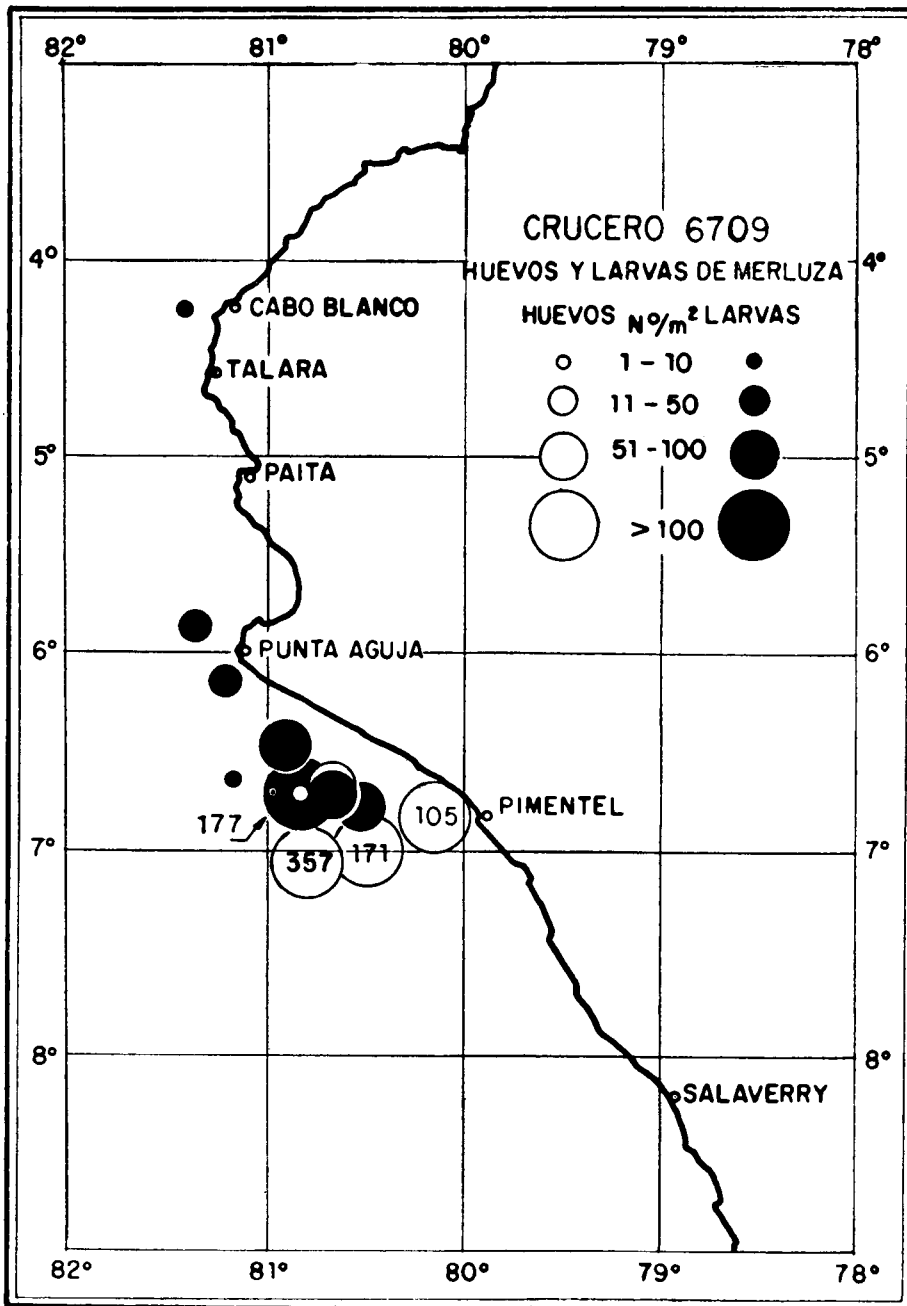 82° 81° 80° 79° 78°
CRUCERO 6709
4° 4°
HUEVOS Y LARVAS DE MERLUZA
CABO BLANCO
HUEVOS Nº/m² LARVAS
1 - 10
TALARA
11 - 50
5° 51 - 100 5°
PAITA
> 100
6° PUNTA AGUJA 6°
PIMENTEL
105
177
7° 357 171 7°
8° 8°
SALAVERRY
82° 81° 80° 79° 78°